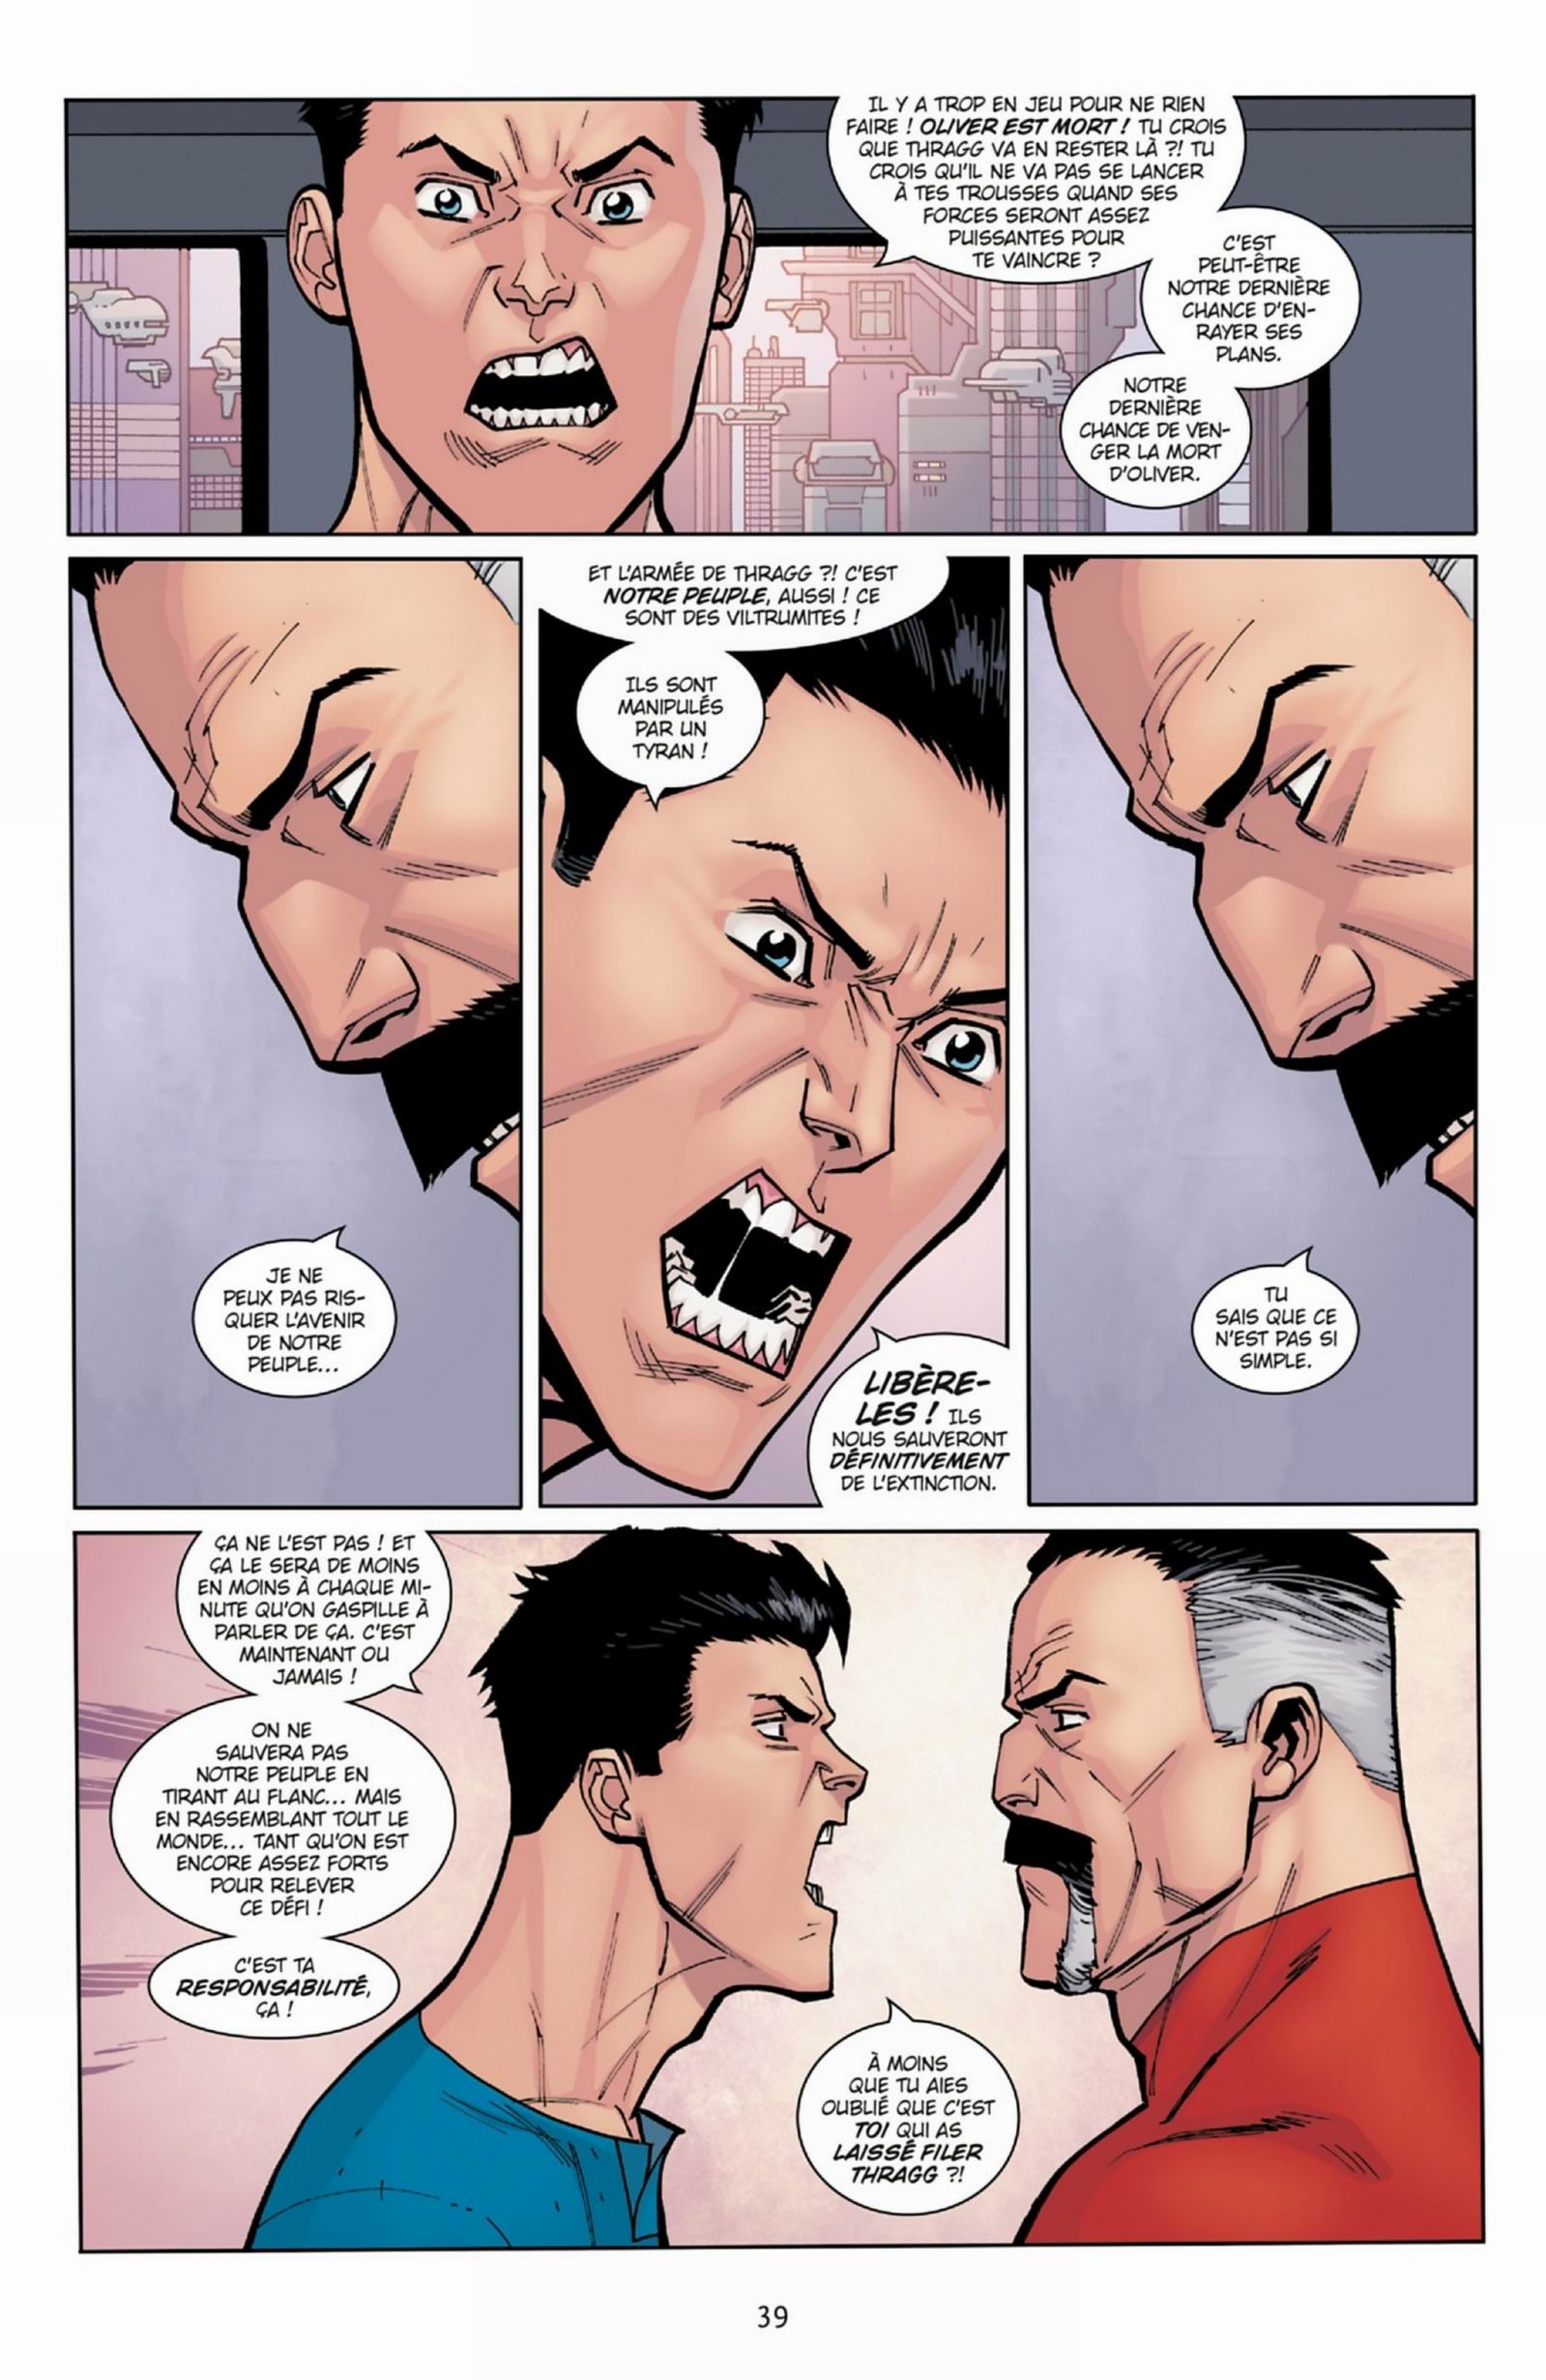 IL Y A TROP EN JEU POUR NE RIEN
FAIRE ! OLIVER EST MORT ! TU CROIS
QUE THRAGG VA EN RESTER LÀ ?! TU
CROIS QU'IL NE VA PAS SE LANCER
À TES TROUSSES QUAND SES
FORCES SERONT ASSEZ
PUISSANTES POUR
TE VAINCRE ?
C'EST
PEUT-ÊTRE
NOTRE DERNIÈRE
CHANCE D'EN-
RAYER SES
PLANS.
NOTRE
DERNIÈRE
CHANCE DE VEN-
GER LA MORT
D'OLIVER.
JE NE
PEUX PAS RIS-
QUER L'AVENIR
DE NOTRE
PEUPLE...
ET L'ARMÉE DE THRAGG ?! C'EST
NOTRE PEUPLE, AUSSI ! CE
SONT DES VILTRUMITES !
ILS SONT
MANIPULÉS
PAR UN
TYRAN !
LIBÈRE-
LES ! ILS
NOUS SAUVERONT
DÉFINITIVEMENT
DE L'EXTINCTION.
TU
SAIS QUE CE
N'EST PAS SI
SIMPLE.
ÇA NE L'EST PAS ! ET
ÇA LE SERA DE MOINS
EN MOINS À CHAQUE MI-
NUTE QU'ON GASPILLE À
PARLER DE ÇA. C'EST
MAINTENANT OU
JAMAIS !
ON NE
SAUVERA PAS
NOTRE PEUPLE EN
TIRANT AU FLANC... MAIS
EN RASSEMBLANT TOUT LE
MONDE... TANT QU'ON EST
ENCORE ASSEZ FORTS
POUR RELEVER
CE DÉFI !
C'EST TA
RESPONSABILITÉ,
ÇA !
À MOINS
QUE TU AIES
OUBLIÉ QUE C'EST
TOI QUI AS
LAISSÉ FILER
THRAGG ?!
39